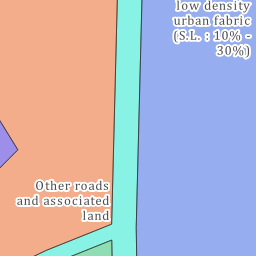 low density
urban fabric
(S.L. : 10% -
30%)
Other roads
and associated
land